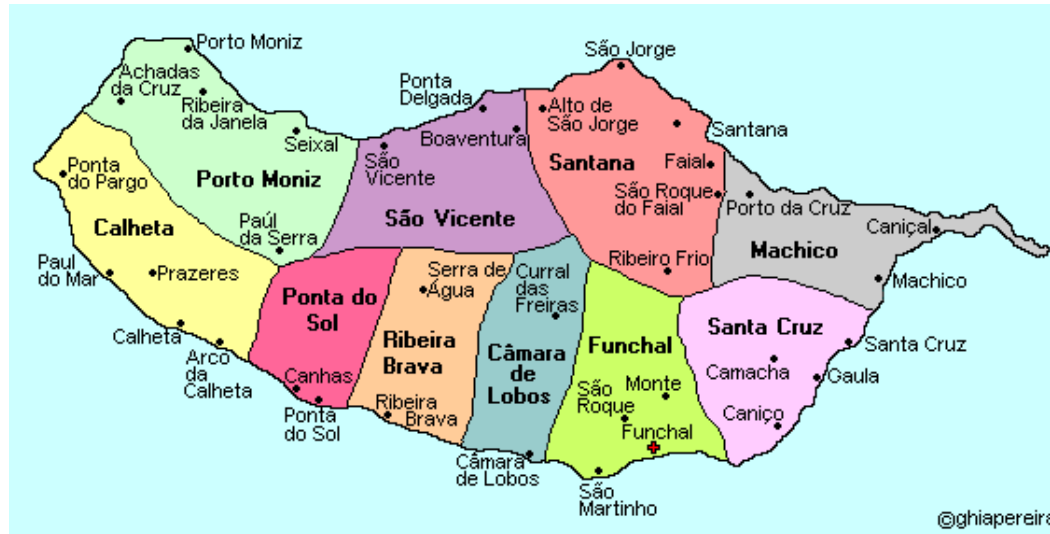 Porto Moniz
Achadas
da Cruz
Ribeira
da Janela
Seixal
Porto Moniz
Paúl
da Serra
Ponta
do Pargo
Calheta
Paul
do Mar
Prazeres
Calheta
Arco
da
Calheta
Ponta
Delgada
Boaventura
São
Vicente
São Vicente
São Jorge
Alto de
São Jorge
Santana
Santana
Faial
São Roque
do Faial
Ribeiro Frio
Porto da Cruz
Caniçal
Machico
Machico
Ponta do
Sol
Canhas
Ponta
do Sol
Serra de
Água
Ribeira
Brava
Ribeira
Brava
Curral
das
Freiras
Câmara
de
Lobos
Câmara
de Lobos
Funchal
Monte
São
Roque
Funchal
São
Martinho
Santa Cruz
Santa Cruz
Camacha
Gaula
Caniço
©ghiapereira